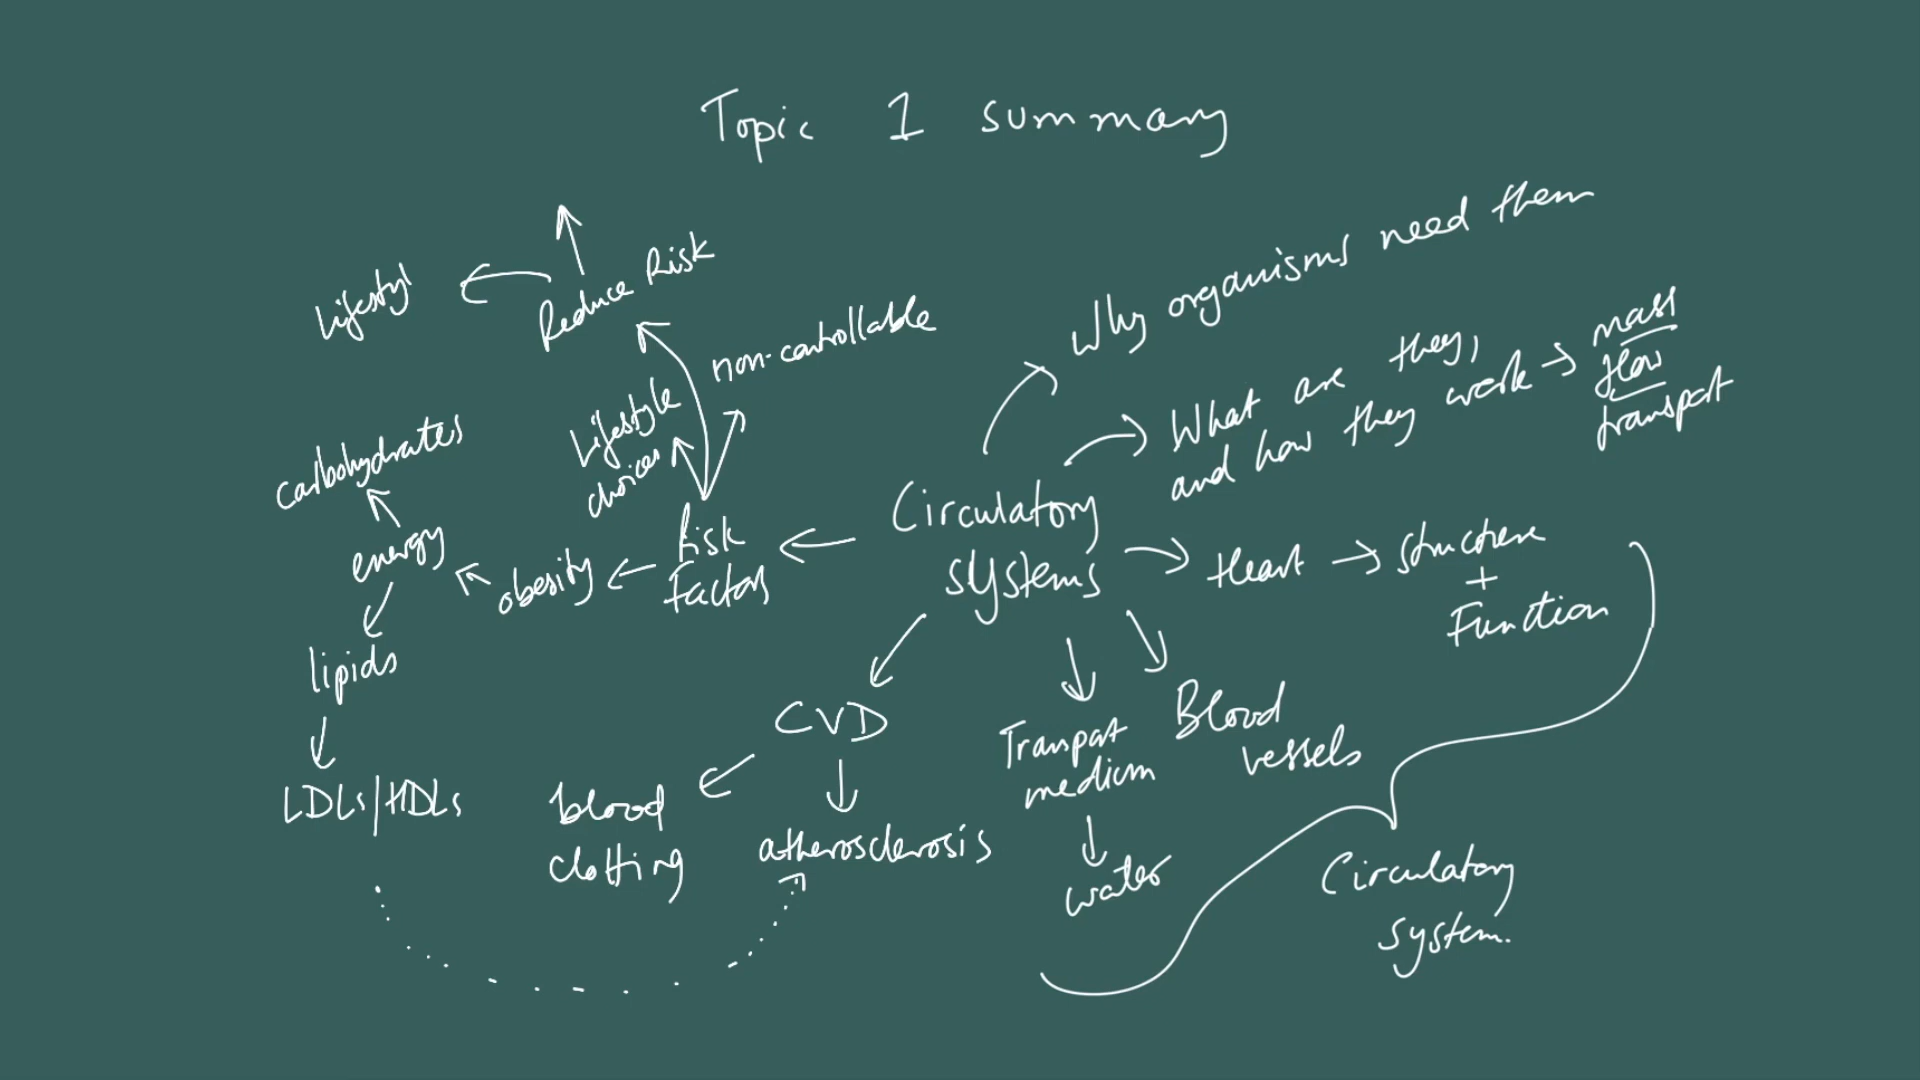 Topic 1 summary
Why organisms need them
What are they,
and how they work
mass
flow
transport
Circulatory
systems
Heart
Structure
+
Function
Blood
vessels
Transport
medium
water
Circulatory
system.
CVD
blood
clotting
atherosclerosis
Risk
Factors
Lifestyle
choices
non-controllable
Reduce Risk
Lifestyl
obesity
energy
carbohydrates
lipids
LDLs/HDLs